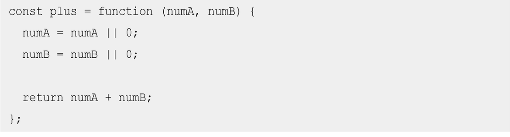 const plus = function (numA, numB) {
  numA = numA || 0;
  numB = numB || 0;

  return numA + numB;
};